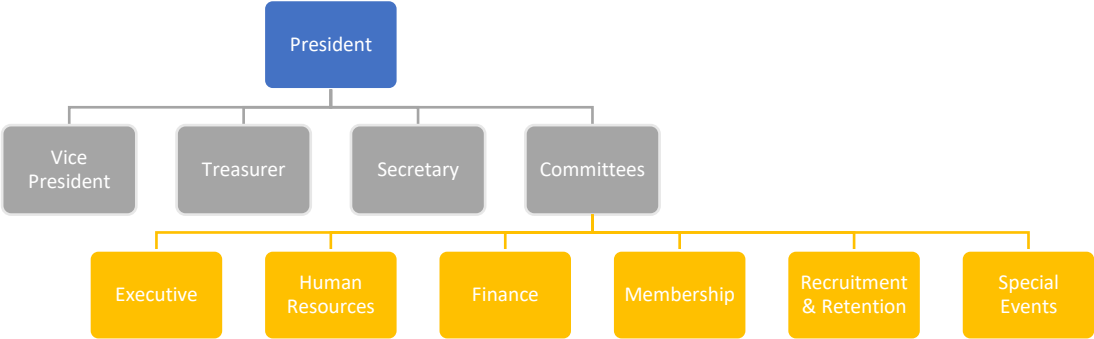 President
Vice
President
Treasurer
Secretary
Committees
Executive
Human
Resources
Finance
Membership
Recruitment
& Retention
Special
Events